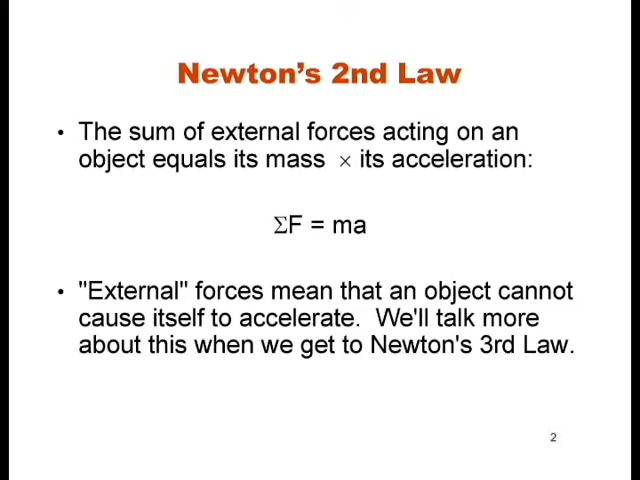 Newton's 2nd Law
• The sum of external forces acting on an
object equals its mass × its acceleration:
ΣF = ma
• "External" forces mean that an object cannot
cause itself to accelerate. We'll talk more
about this when we get to Newton's 3rd Law.
2